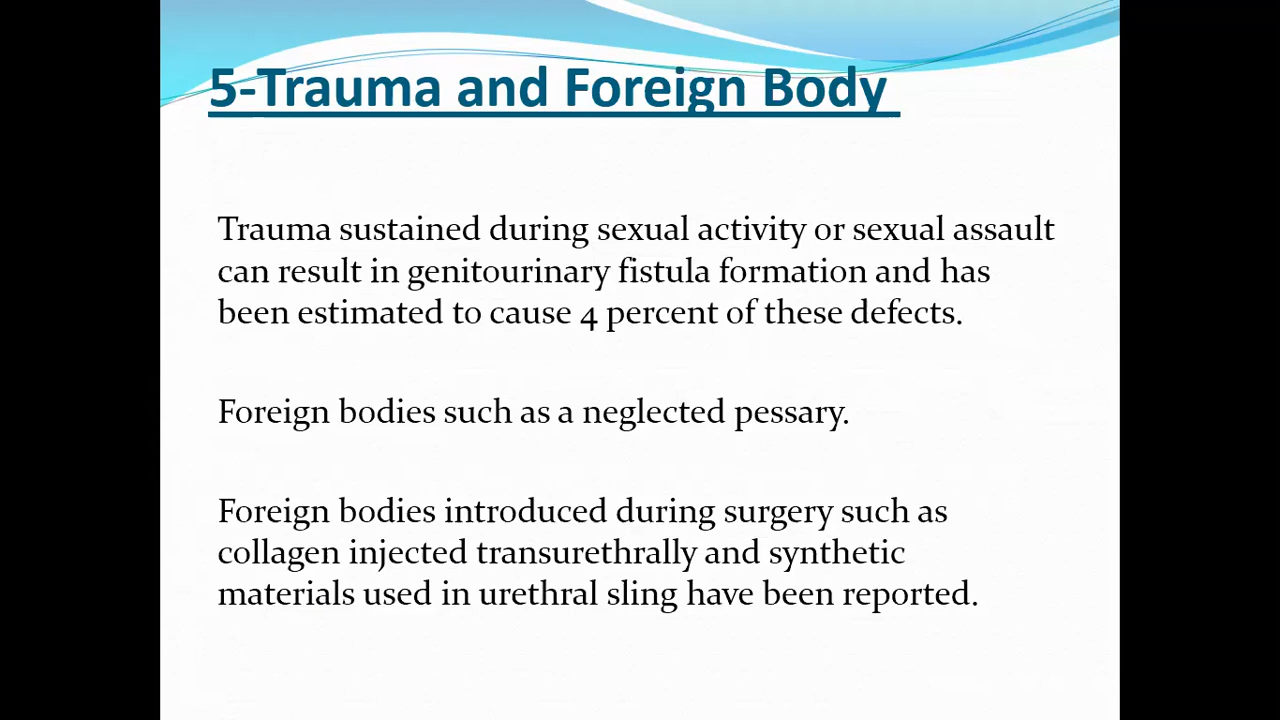 5-Trauma and Foreign Body
Trauma sustained during sexual activity or sexual assault
can result in genitourinary fistula formation and has
been estimated to cause 4 percent of these defects.
Foreign bodies such as a neglected pessary.
Foreign bodies introduced during surgery such as
collagen injected transurethrally and synthetic
materials used in urethral sling have been reported.